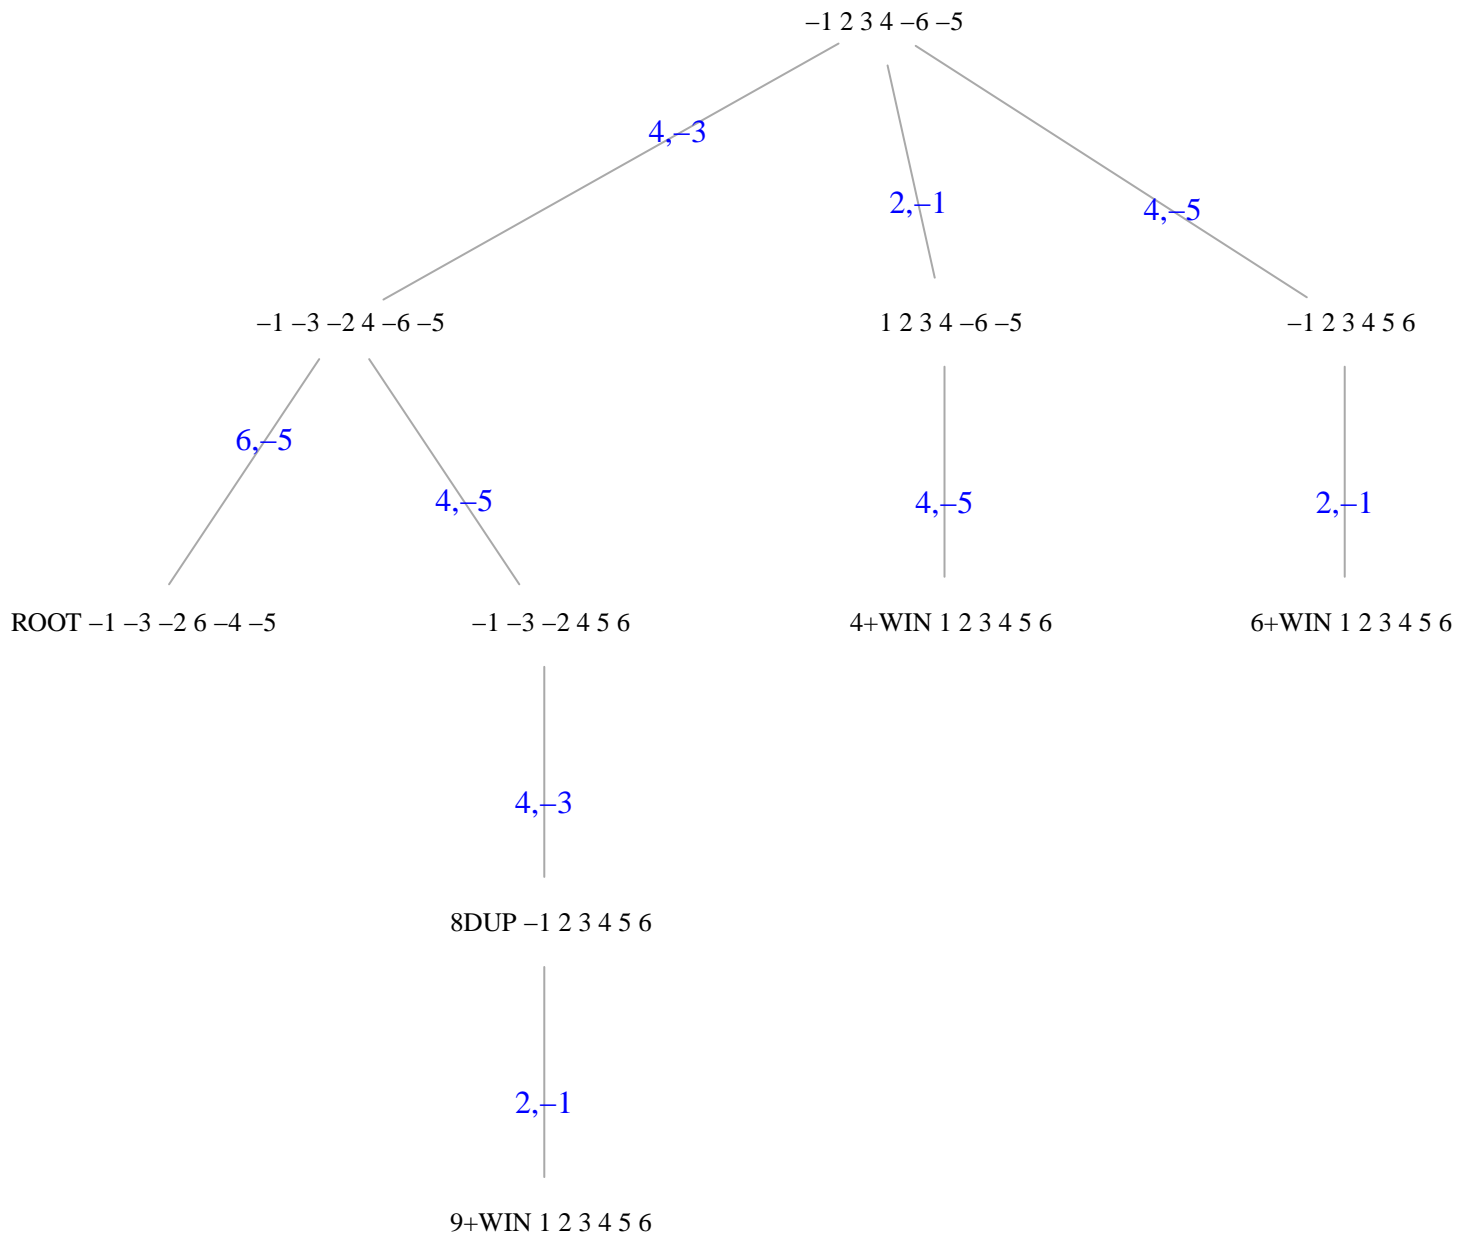 –1 2 3 4 –6 –5
4,–3
2,–1
4,–5
–1 –3 –2 4 –6 –5
1 2 3 4 –6 –5
–1 2 3 4 5 6
6,–5
4,–5
4,–5
2,–1
ROOT –1 –3 –2 6 –4 –5
–1 –3 –2 4 5 6
4+WIN 1 2 3 4 5 6
6+WIN 1 2 3 4 5 6
4,–3
8DUP –1 2 3 4 5 6
2,–1
9+WIN 1 2 3 4 5 6